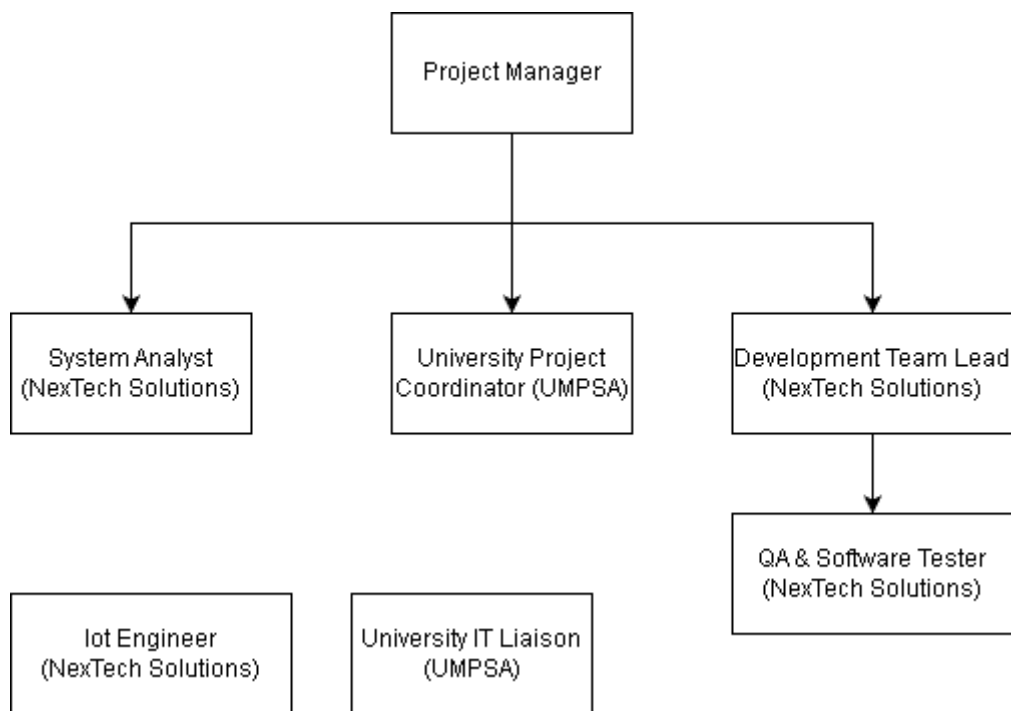 Project Manager
System Analyst
(NexTech Solutions)
University Project
Coordinator (UMPSA)
Development Team Lead
(NexTech Solutions)
QA & Software Tester
(NexTech Solutions)
Iot Engineer
(NexTech Solutions)
University IT Liaison
(UMPSA)